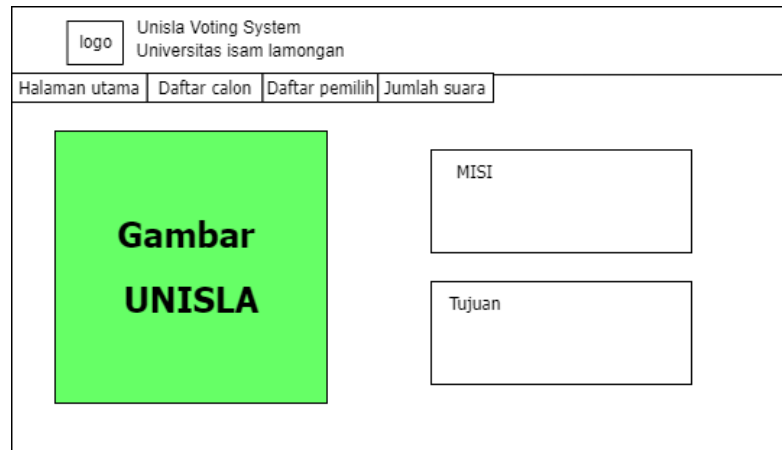 logo
Unisla Voting System
Universitas isam lamongan
Halaman utama Daftar calon Daftar pemilih Jumlah suara
Gambar
UNISLA
MISI
Tujuan